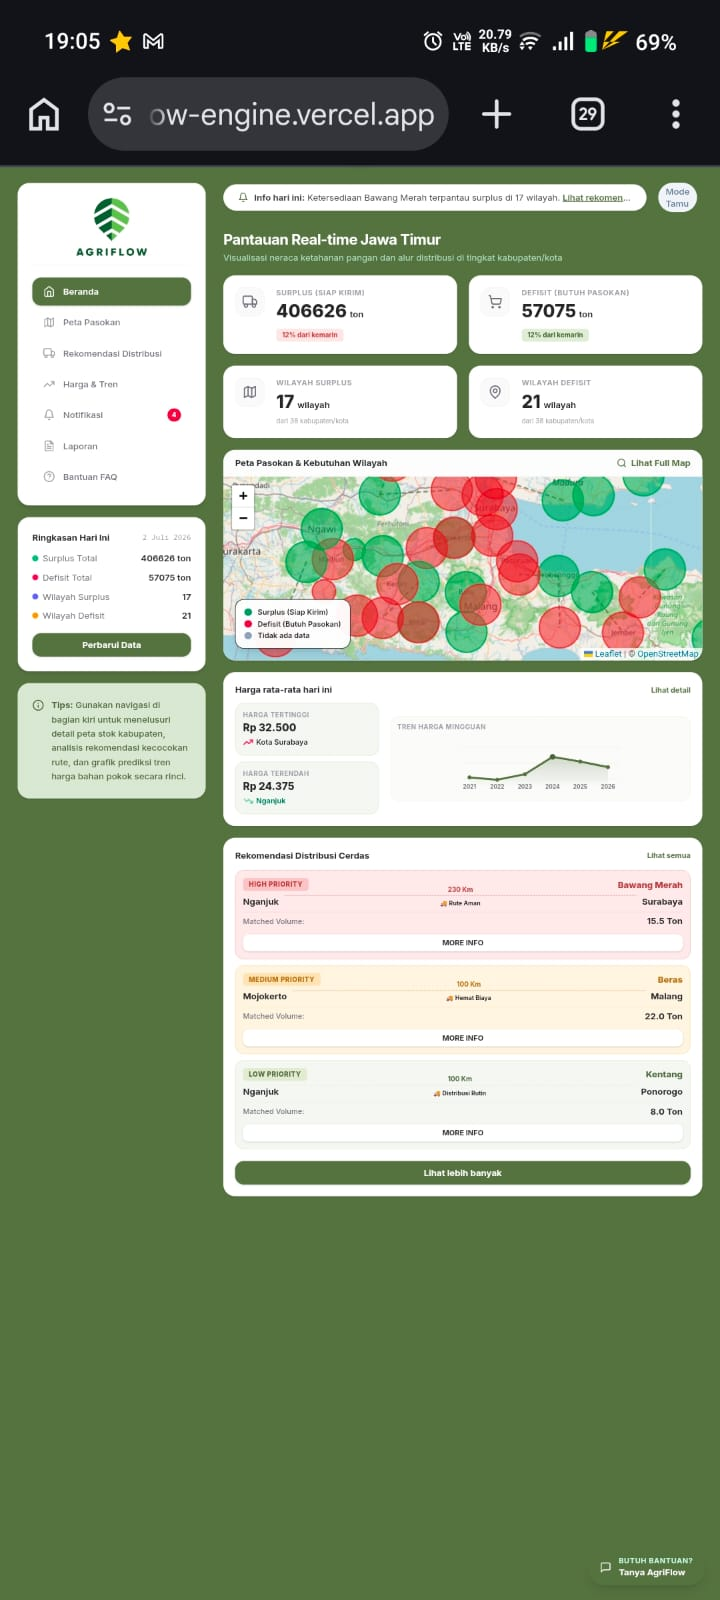 19:05
Vo) LTE
20.79 KB/s
69%
ow-engine.vercel.app
29
AGRIFLOW
Beranda
Peta Pasokan
Rekomendasi Distribusi
Harga & Tren
Notifikasi
4
Laporan
Bantuan FAQ
Ringkasan Hari Ini
2 Juli 2026
Surplus Total
406626 ton
Defisit Total
57075 ton
Wilayah Surplus
17
Wilayah Defisit
21
Perbarui Data
Tips: Gunakan navigasi di
bagian kiri untuk menelusuri
detail peta stok kabupaten,
analisis rekomendasi kecocokan
rute, dan grafik prediksi tren
harga bahan pokok secara rinci.
Info hari ini: Ketersediaan Bawang Merah terpantau surplus di 17 wilayah. Lihat rekomen...
Mode
Tamu
Pantauan Real-time Jawa Timur
Visualisasi neraca ketahanan pangan dan alur distribusi di tingkat kabupaten/kota
SURPLUS (SIAP KIRIM)
406626 ton
12% dari kemarin
DEFISIT (BUTUH PASOKAN)
57075 ton
12% dari kemarin
WILAYAH SURPLUS
17 wilayah
dari 38 kabupaten/kota
WILAYAH DEFISIT
21 wilayah
dari 38 kabupaten/kota
Peta Pasokan & Kebutuhan Wilayah
Lihat Full Map
+
−
Ngawi
urakarta
Surabaya
Malang
Jember
Surplus (Siap Kirim)
Defisit (Butuh Pasokan)
Tidak ada data
Leaflet | © OpenStreetMap
Harga rata-rata hari ini
Lihat detail
HARGA TERTINGGI
Rp 32.500
Kota Surabaya
HARGA TERENDAH
Rp 24.375
Nganjuk
TREN HARGA MINGGUAN
2021 2022 2023 2024 2025 2026
Rekomendasi Distribusi Cerdas
Lihat semua
HIGH PRIORITY
230 Km
Bawang Merah
Nganjuk
Rute Aman
Surabaya
Matched Volume:
15.5 Ton
MORE INFO
MEDIUM PRIORITY
100 Km
Beras
Mojokerto
Hemat Biaya
Malang
Matched Volume:
22.0 Ton
MORE INFO
LOW PRIORITY
100 Km
Kentang
Nganjuk
Distribusi Rutin
Ponorogo
Matched Volume:
8.0 Ton
MORE INFO
Lihat lebih banyak
BUTUH BANTUAN?
Tanya AgriFlow